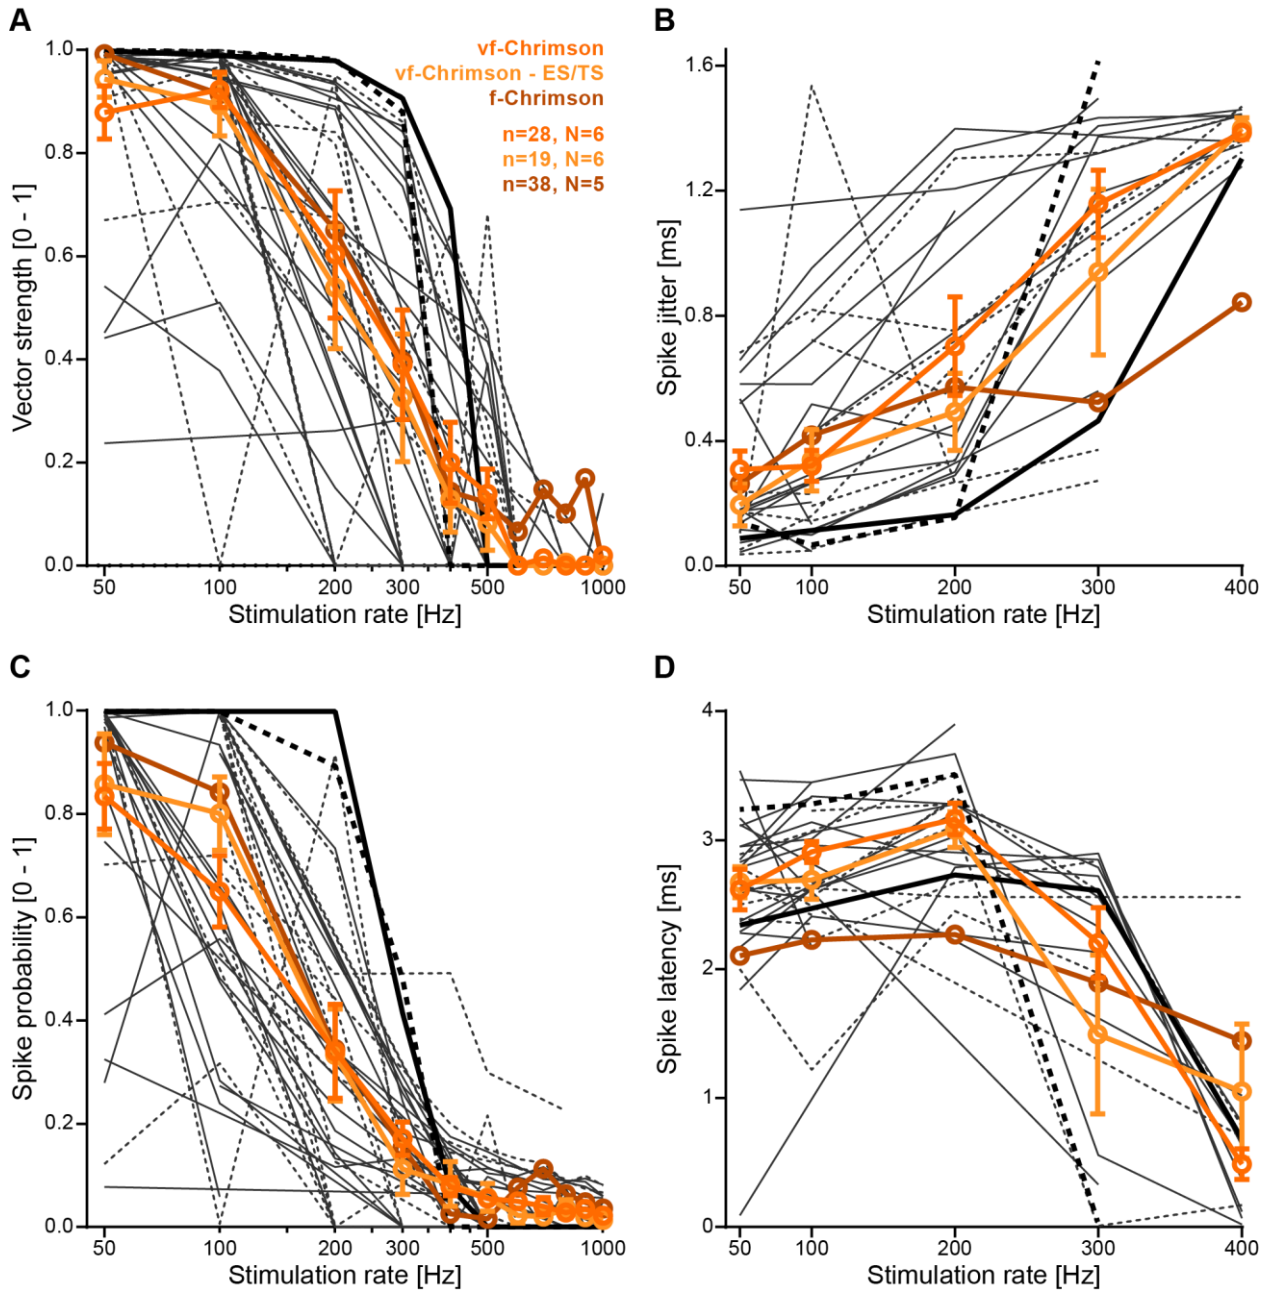 A
1.0
0.8
0.6
0.4
0.2
0.0
Vector strength [0 - 1]
vf-Chrimson
vf-Chrimson - ES/TS
f-Chrimson
n=28, N=6
n=19, N=6
n=38, N=5
50 100 200 300 500 1000
Stimulation rate [Hz]
B
1.6
1.2
0.8
0.4
0.0
Spike jitter [ms]
50 100 200 300 400
Stimulation rate [Hz]
C
1.0
0.8
0.6
0.4
0.2
0.0
Spike probability [0 - 1]
50 100 200 300 500 1000
Stimulation rate [Hz]
D
4
3
2
1
0
Spike latency [ms]
50 100 200 300 400
Stimulation rate [Hz]